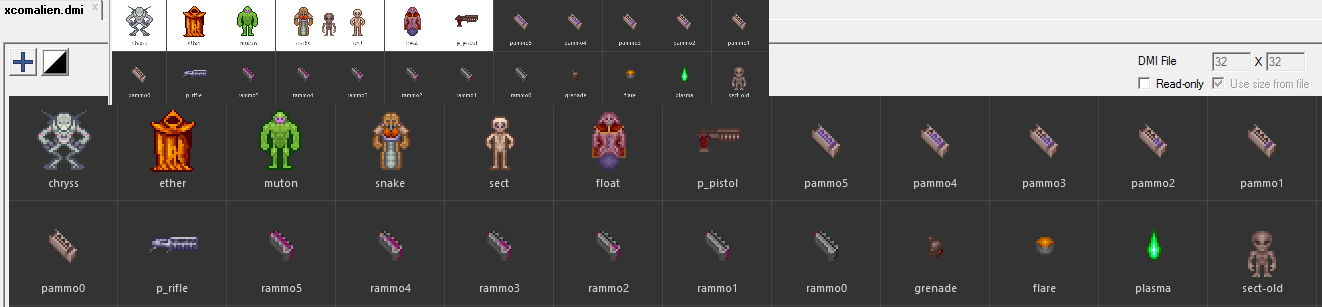 xcomalien.dmi x
chryss ether muton snake sect float p_pistol pammo5 pammo4 pammo3 pammo2 pammo1
pammo0 p_rifle rammo5 rammo4 rammo3 rammo2 rammo1 rammo0 grenade flare plasma sect-old
DMI File 32 X 32
Read-only Use size from file
chryss ether muton snake sect float p_pistol pammo5 pammo4 pammo3 pammo2 pammo1
pammo0 p_rifle rammo5 rammo4 rammo3 rammo2 rammo1 rammo0 grenade flare plasma sect-old